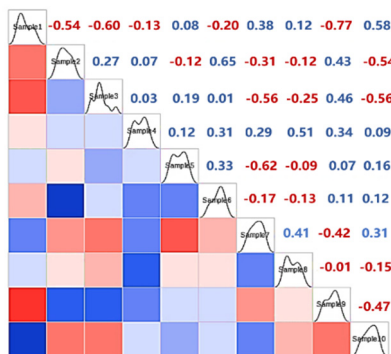 Sample1 -0.54 -0.60 -0.13 0.08 -0.20 0.38 0.12 -0.77 0.58
Sample2 0.27 0.07 -0.12 0.65 -0.31 -0.12 0.43 -0.54
Sample3 0.03 0.19 0.01 -0.56 -0.25 0.46 -0.56
Sample4 0.12 0.31 0.29 0.51 0.34 0.09
Sample5 0.33 -0.62 -0.09 0.07 0.16
Sample6 -0.17 -0.13 0.11 0.12
Sample7 0.41 -0.42 0.31
Sample8 -0.01 -0.15
Sample9 -0.47
Sample10